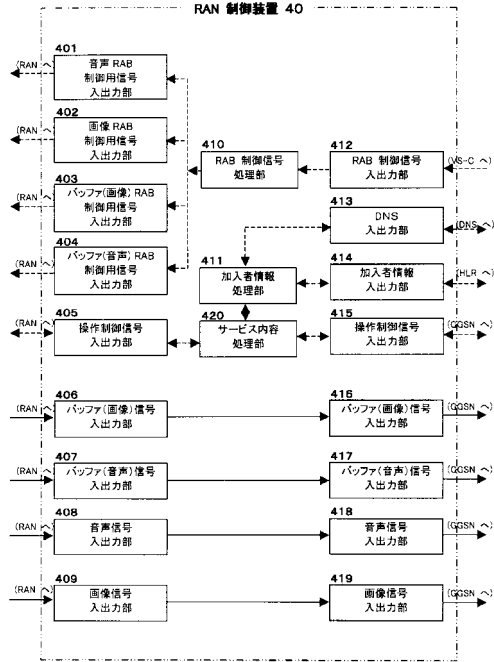 RAN 制御装置 40
401
(RAN へ)
音声 RAB
制御用信号
入出力部
402
(RAN へ)
画像 RAB
制御用信号
入出力部
410
RAB 制御信号
処理部
412
RAB 制御信号
入出力部
(VS-C へ)
403
(RAN へ)
バッファ(画像) RAB
制御用信号
入出力部
413
DNS
入出力部
(DNS へ)
404
(RAN へ)
バッファ(音声) RAB
制御用信号
入出力部
411
加入者情報
処理部
414
加入者情報
入出力部
(HLR へ)
405
(RAN へ)
操作制御信号
入出力部
420
サービス内容
処理部
415
操作制御信号
入出力部
(GGSN へ)
406
(RAN へ)
バッファ(画像)信号
入出力部
416
バッファ(画像)信号
入出力部
(GGSN へ)
407
(RAN へ)
バッファ(音声)信号
入出力部
417
バッファ(音声)信号
入出力部
(GGSN へ)
408
(RAN へ)
音声信号
入出力部
418
音声信号
入出力部
(GGSN へ)
409
(RAN へ)
画像信号
入出力部
419
画像信号
入出力部
(GGSN へ)